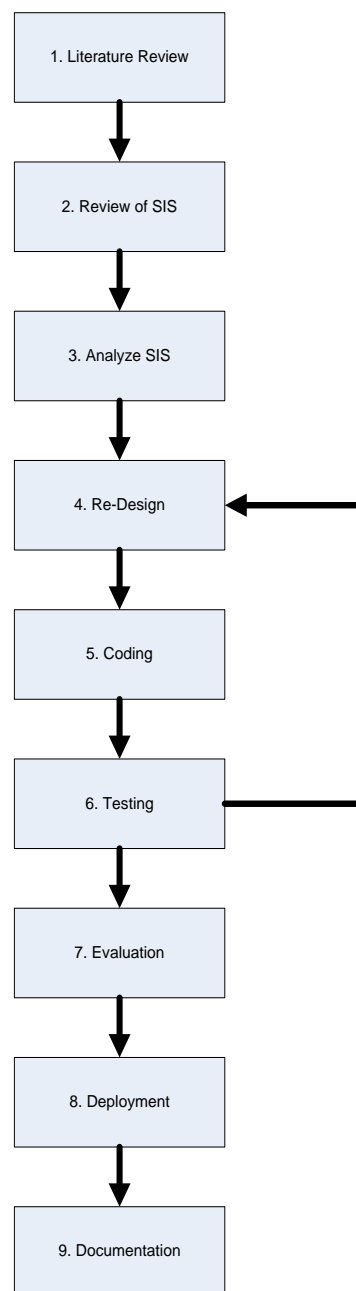 1. Literature Review
2. Review of SIS
3. Analyze SIS
4. Re-Design
5. Coding
6. Testing
7. Evaluation
8. Deployment
9. Documentation